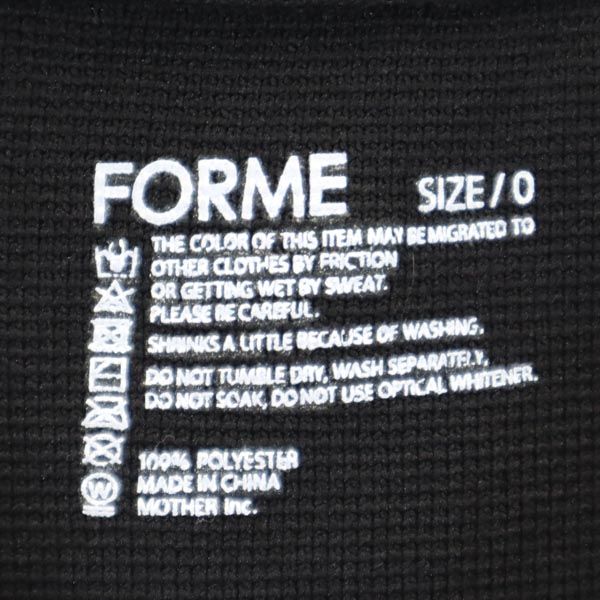 FORME SIZE / 0
THE COLOR OF THIS ITEM MAY BE MIGRATED TO
OTHER CLOTHES BY FRICTION
OR GETTING WET BY SWEAT.
PLEASE BE CAREFUL.
SHRINKS A LITTLE BECAUSE OF WASHING.
DO NOT TUMBLE DRY, WASH SEPARATELY,
DO NOT SOAK, DO NOT USE OPTICAL WHITENER.
100% POLYESTER
MADE IN CHINA
MOTHER Inc.
W